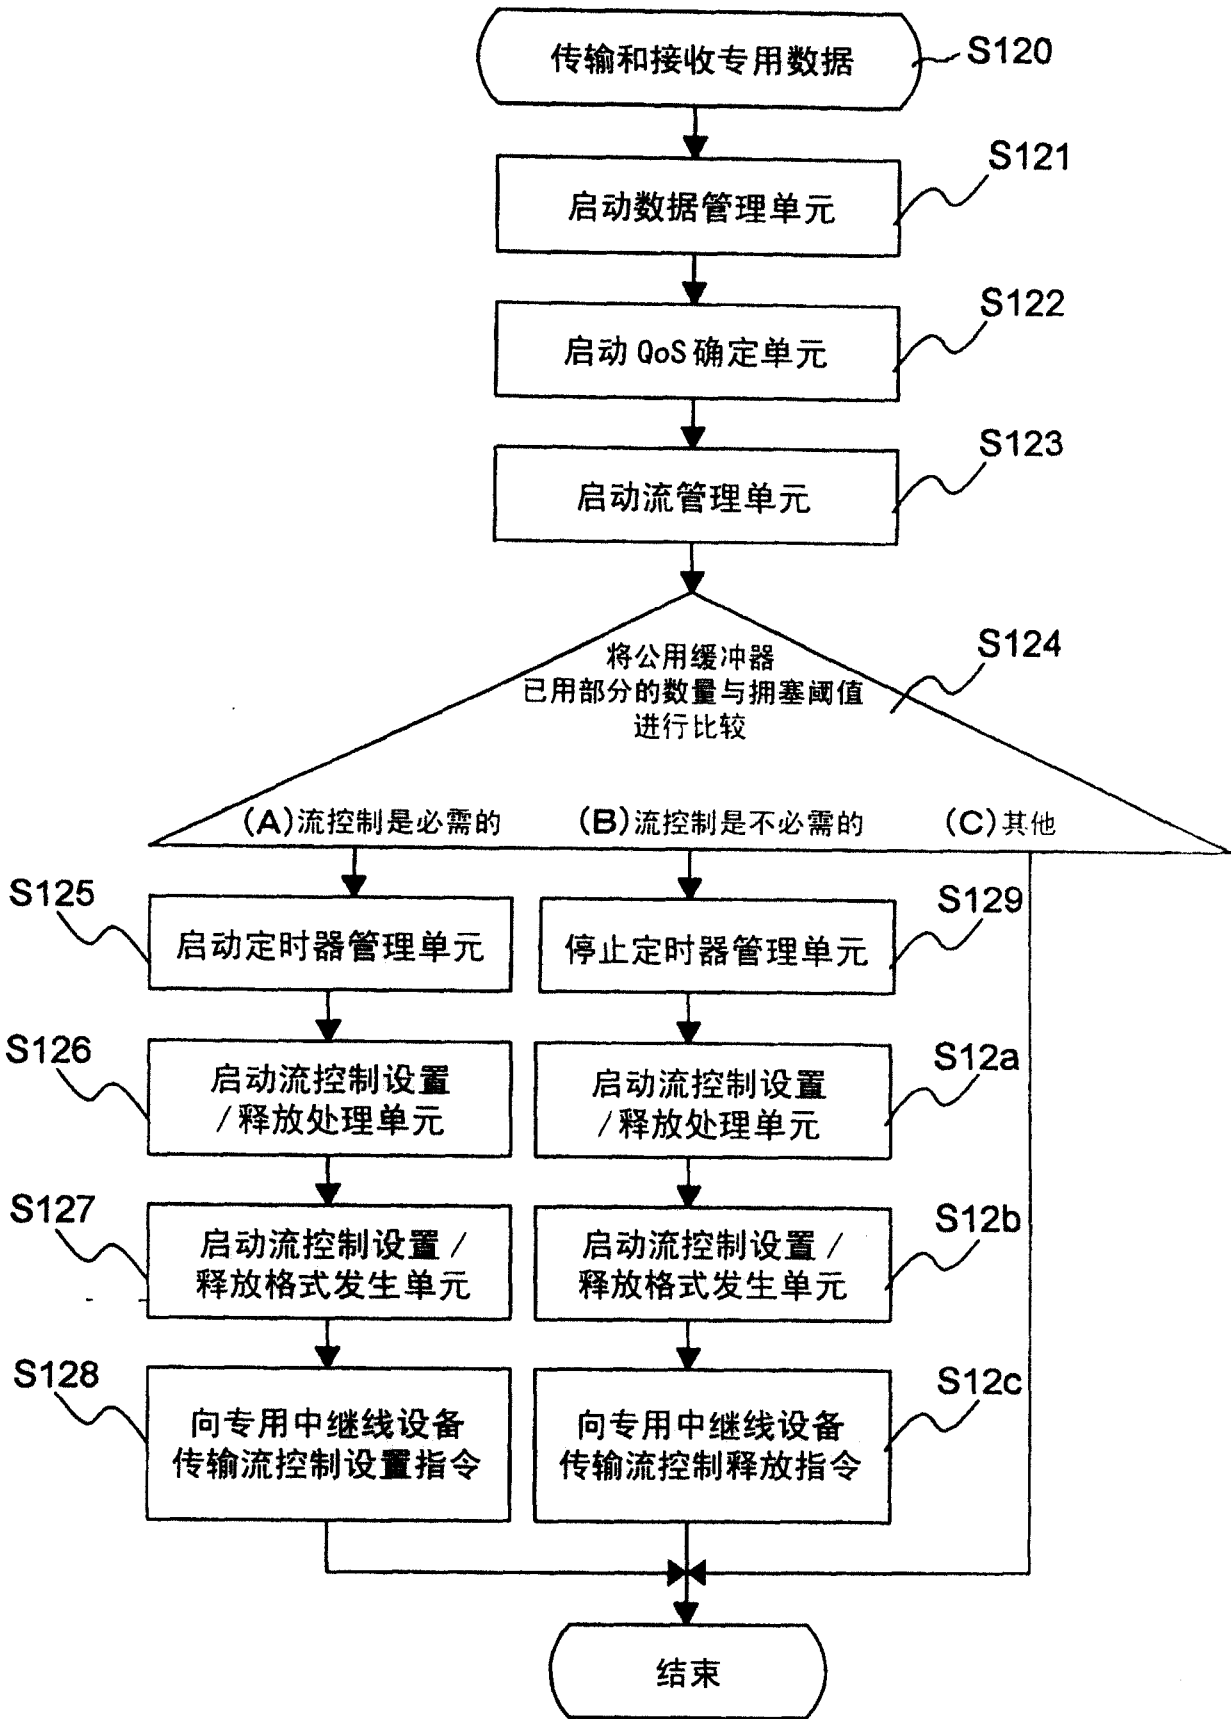 传输和接收专用数据
S120
S121
启动数据管理单元
S122
启动 QoS 确定单元
S123
启动流管理单元
S124
将公用缓冲器
已用部分的数量与拥塞阈值
进行比较
(A)流控制是必需的
(B)流控制是不必需的
(C)其他
S125
启动定时器管理单元
S129
停止定时器管理单元
S126
启动流控制设置
/释放处理单元
S12a
启动流控制设置
/释放处理单元
S127
启动流控制设置/
释放格式发生单元
S12b
启动流控制设置/
释放格式发生单元
S128
向专用中继线设备
传输流控制设置指令
S12c
向专用中继线设备
传输流控制释放指令
结束